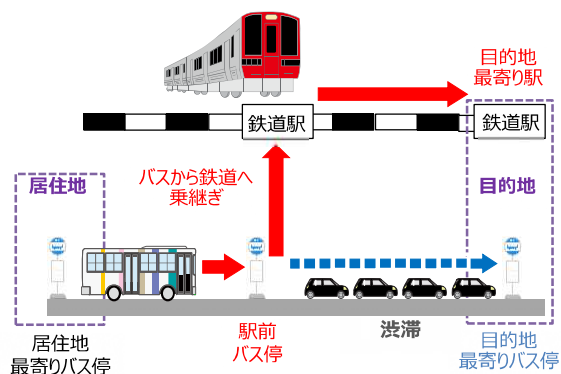 目的地
最寄り駅
鉄道駅
鉄道駅
居住地
バスから鉄道へ
乗継ぎ
目的地
駅前
バス停
渋滞
居住地
最寄りバス停
目的地
最寄りバス停